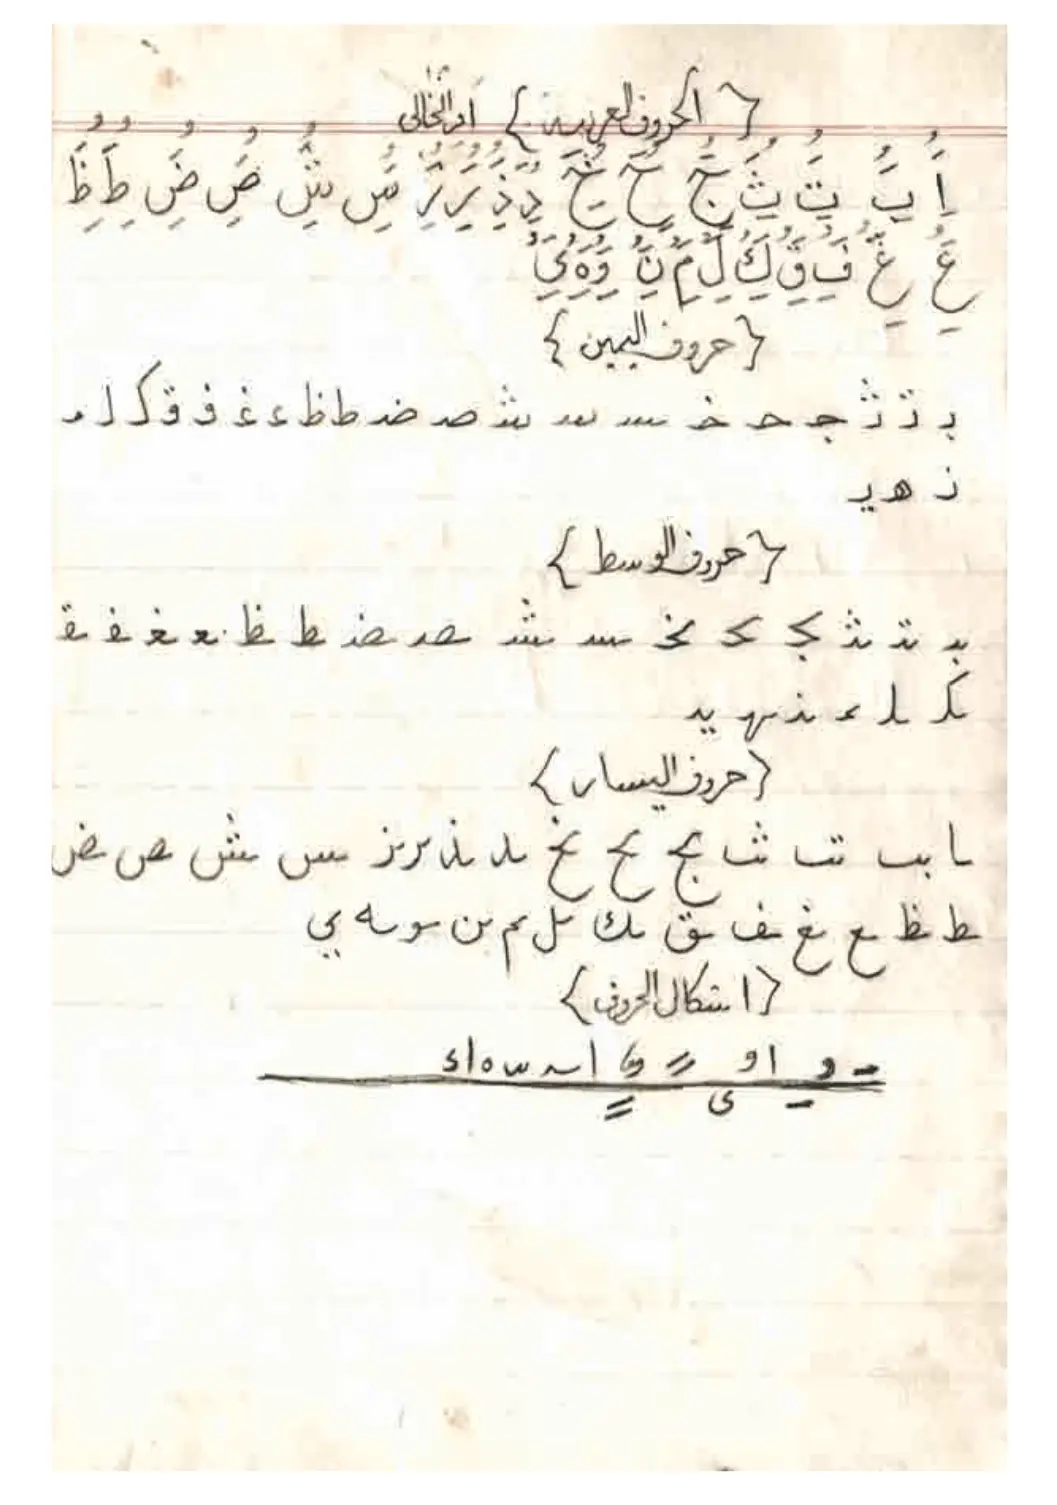 { الحروف العربية }
اَُِ بَُِ تَُِ ثَُِ جَُِ حَُِ خَُِ دَُِ ذَُِ رَُِ زَُِ سَُِ شَُِ صَُِ ضَُِ طَُِ ظَُِ
عَُِ غَُِ فَُِ قَُِ كَُِ لَُِ مَُِ نَُِ وَُِ هَُِ يَُِ
{ حروف اليمين }
بـ تـ ثـ جـ حـ خـ سـ شـ صـ ضـ طـ ظـ عـ غـ فـ قـ كـ لـ مـ
نـ هـ يـ
{ حروف الوسط }
ـبـ ـتـ ـثـ ـجـ ـحـ ـخـ ـسـ ـشـ ـصـ ـضـ ـطـ ـظـ ـعـ ـغـ ـفـ ـقـ
ـكـ ـلـ ـمـ ـنـ ـهـ ـيـ
{ حروف اليسار }
ـا ـب ـت ـث ـج ـح ـخ ـد ـذ ـر ـز ـس ـش ـص ـض
ـط ـظ ـع ـغ ـف ـق ـك ـل ـم ـن ـو ـه ـي
{ اشكال الحروف }